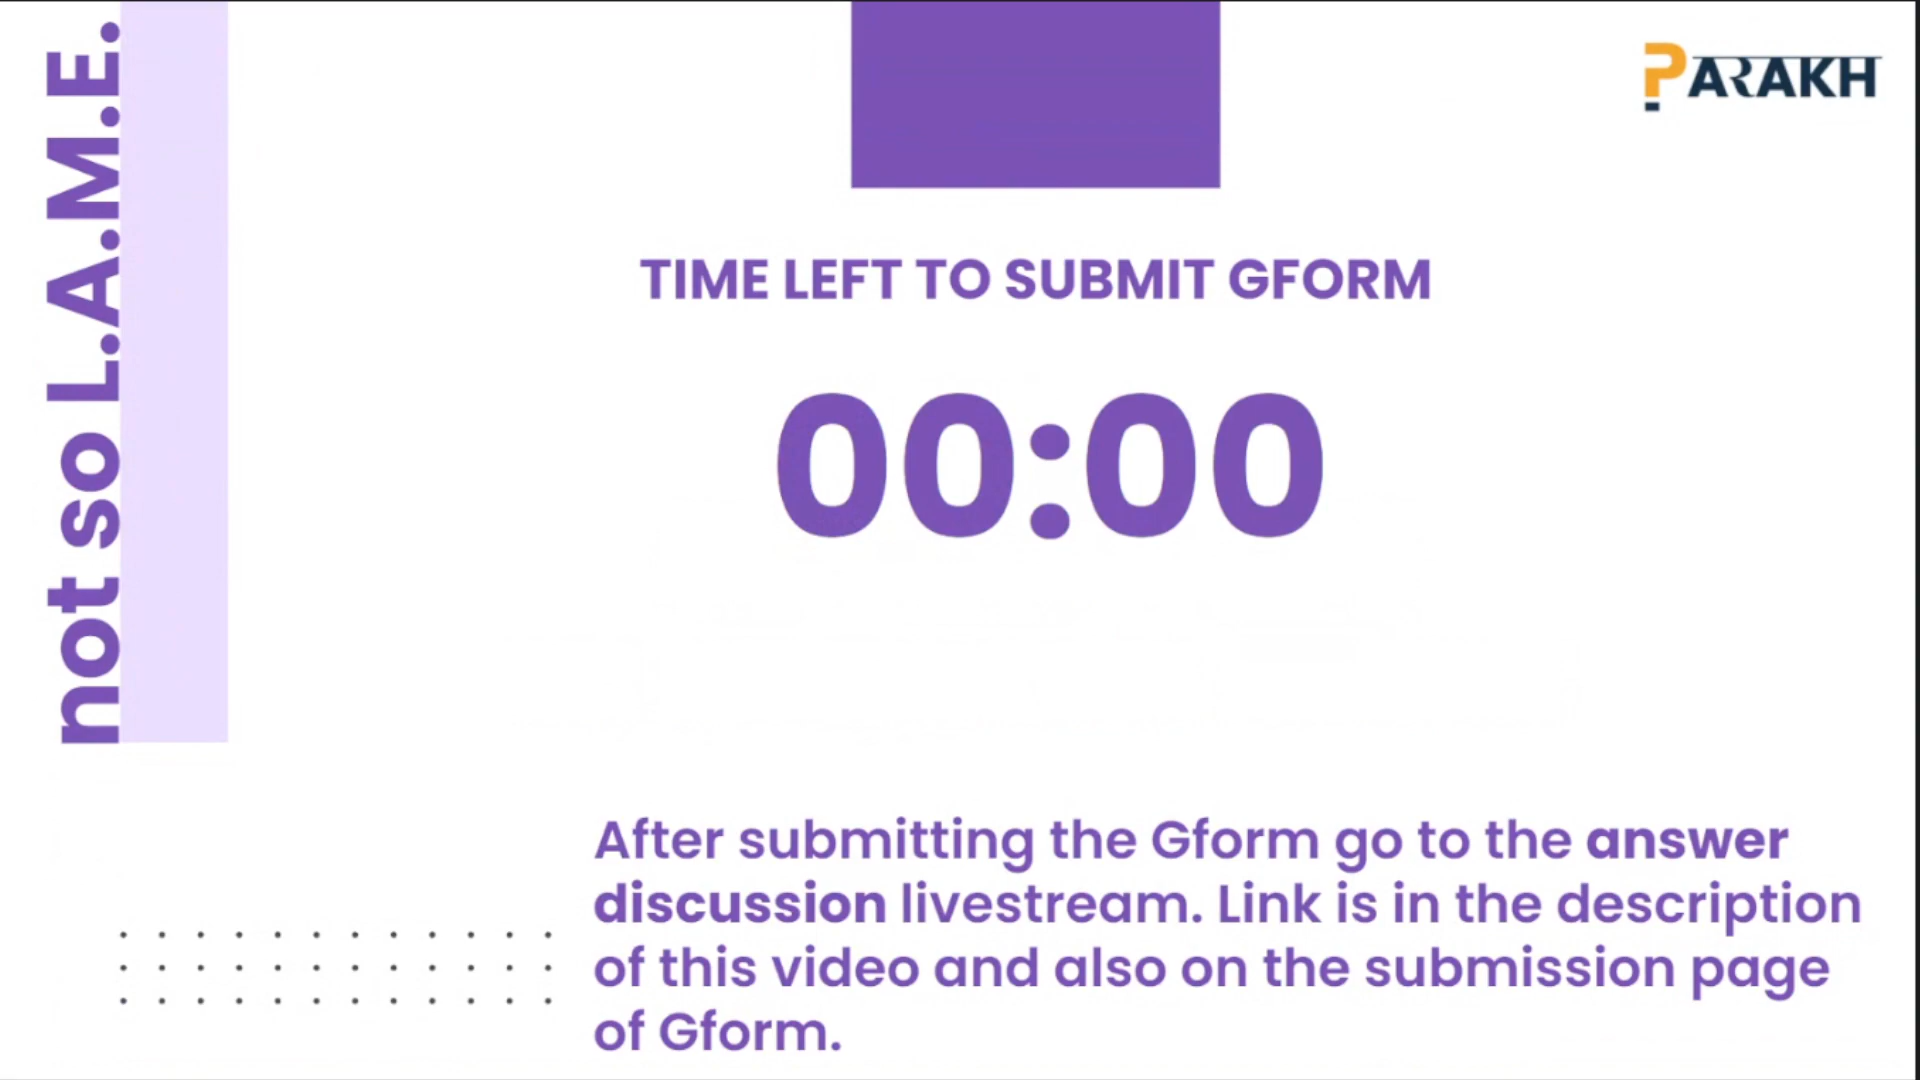 not so L.A.M.E.
PARAKH
TIME LEFT TO SUBMIT GFORM
00:00
After submitting the Gform go to the answer
discussion livestream. Link is in the description
of this video and also on the submission page
of Gform.